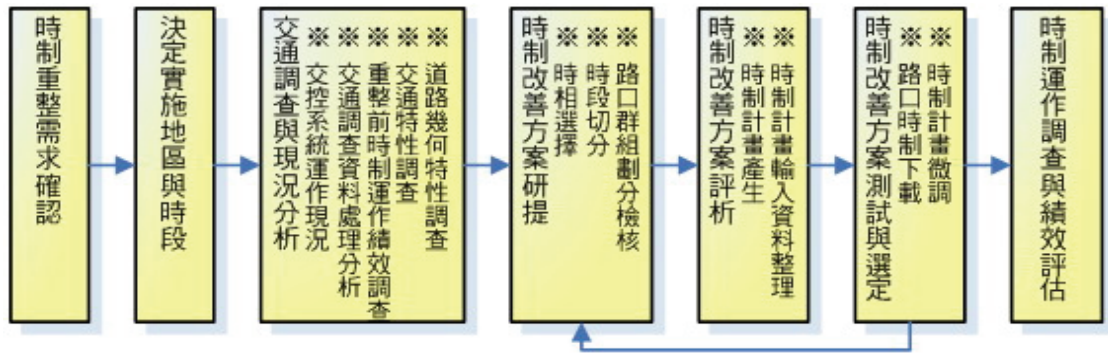 時制重整需求確認
決定實施地區與時段
交通調查與現況分析
※ 道路幾何特性調查
※ 交通特性調查
※ 重整前時制運作績效調查
※ 交通調查資料處理分析
※ 交控系統運作現況
時制改善方案研提
※ 路口群組劃分檢核
※ 時段切分
※ 時相選擇
時制改善方案評析
※ 時制計畫輸入資料整理
※ 時制計畫產生
時制改善方案測試與選定
※ 時制計畫微調
※ 路口時制下載
時制運作調查與績效評估